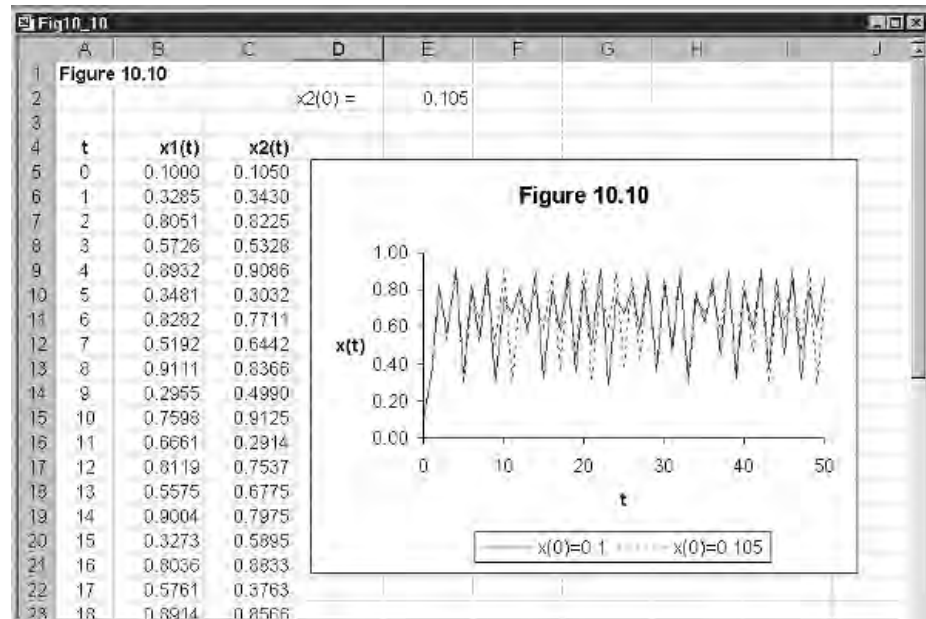 Fig10_10
A B C D E F G H I J
1 Figure 10.10
2 x2(0) = 0.105
3
4 t x1(t) x2(t)
5 0 0.1000 0.1050
6 1 0.3285 0.3430
7 2 0.8051 0.8225
8 3 0.5726 0.5328
9 4 0.8932 0.9086
10 5 0.3481 0.3032
11 6 0.8282 0.7711
12 7 0.5192 0.6442
13 8 0.9111 0.8366
14 9 0.2955 0.4990
15 10 0.7598 0.9125
16 11 0.6661 0.2914
17 12 0.8119 0.7537
18 13 0.5575 0.6775
19 14 0.9004 0.7975
20 15 0.3273 0.5895
21 16 0.8036 0.8833
22 17 0.5761 0.3763
23 18 0.8914 0.8566
Figure 10.10
1.00
0.80
0.60
x(t)
0.40
0.20
0.00
0 10 20 30 40 50
t
x(0)=0.1 x(0)=0.105